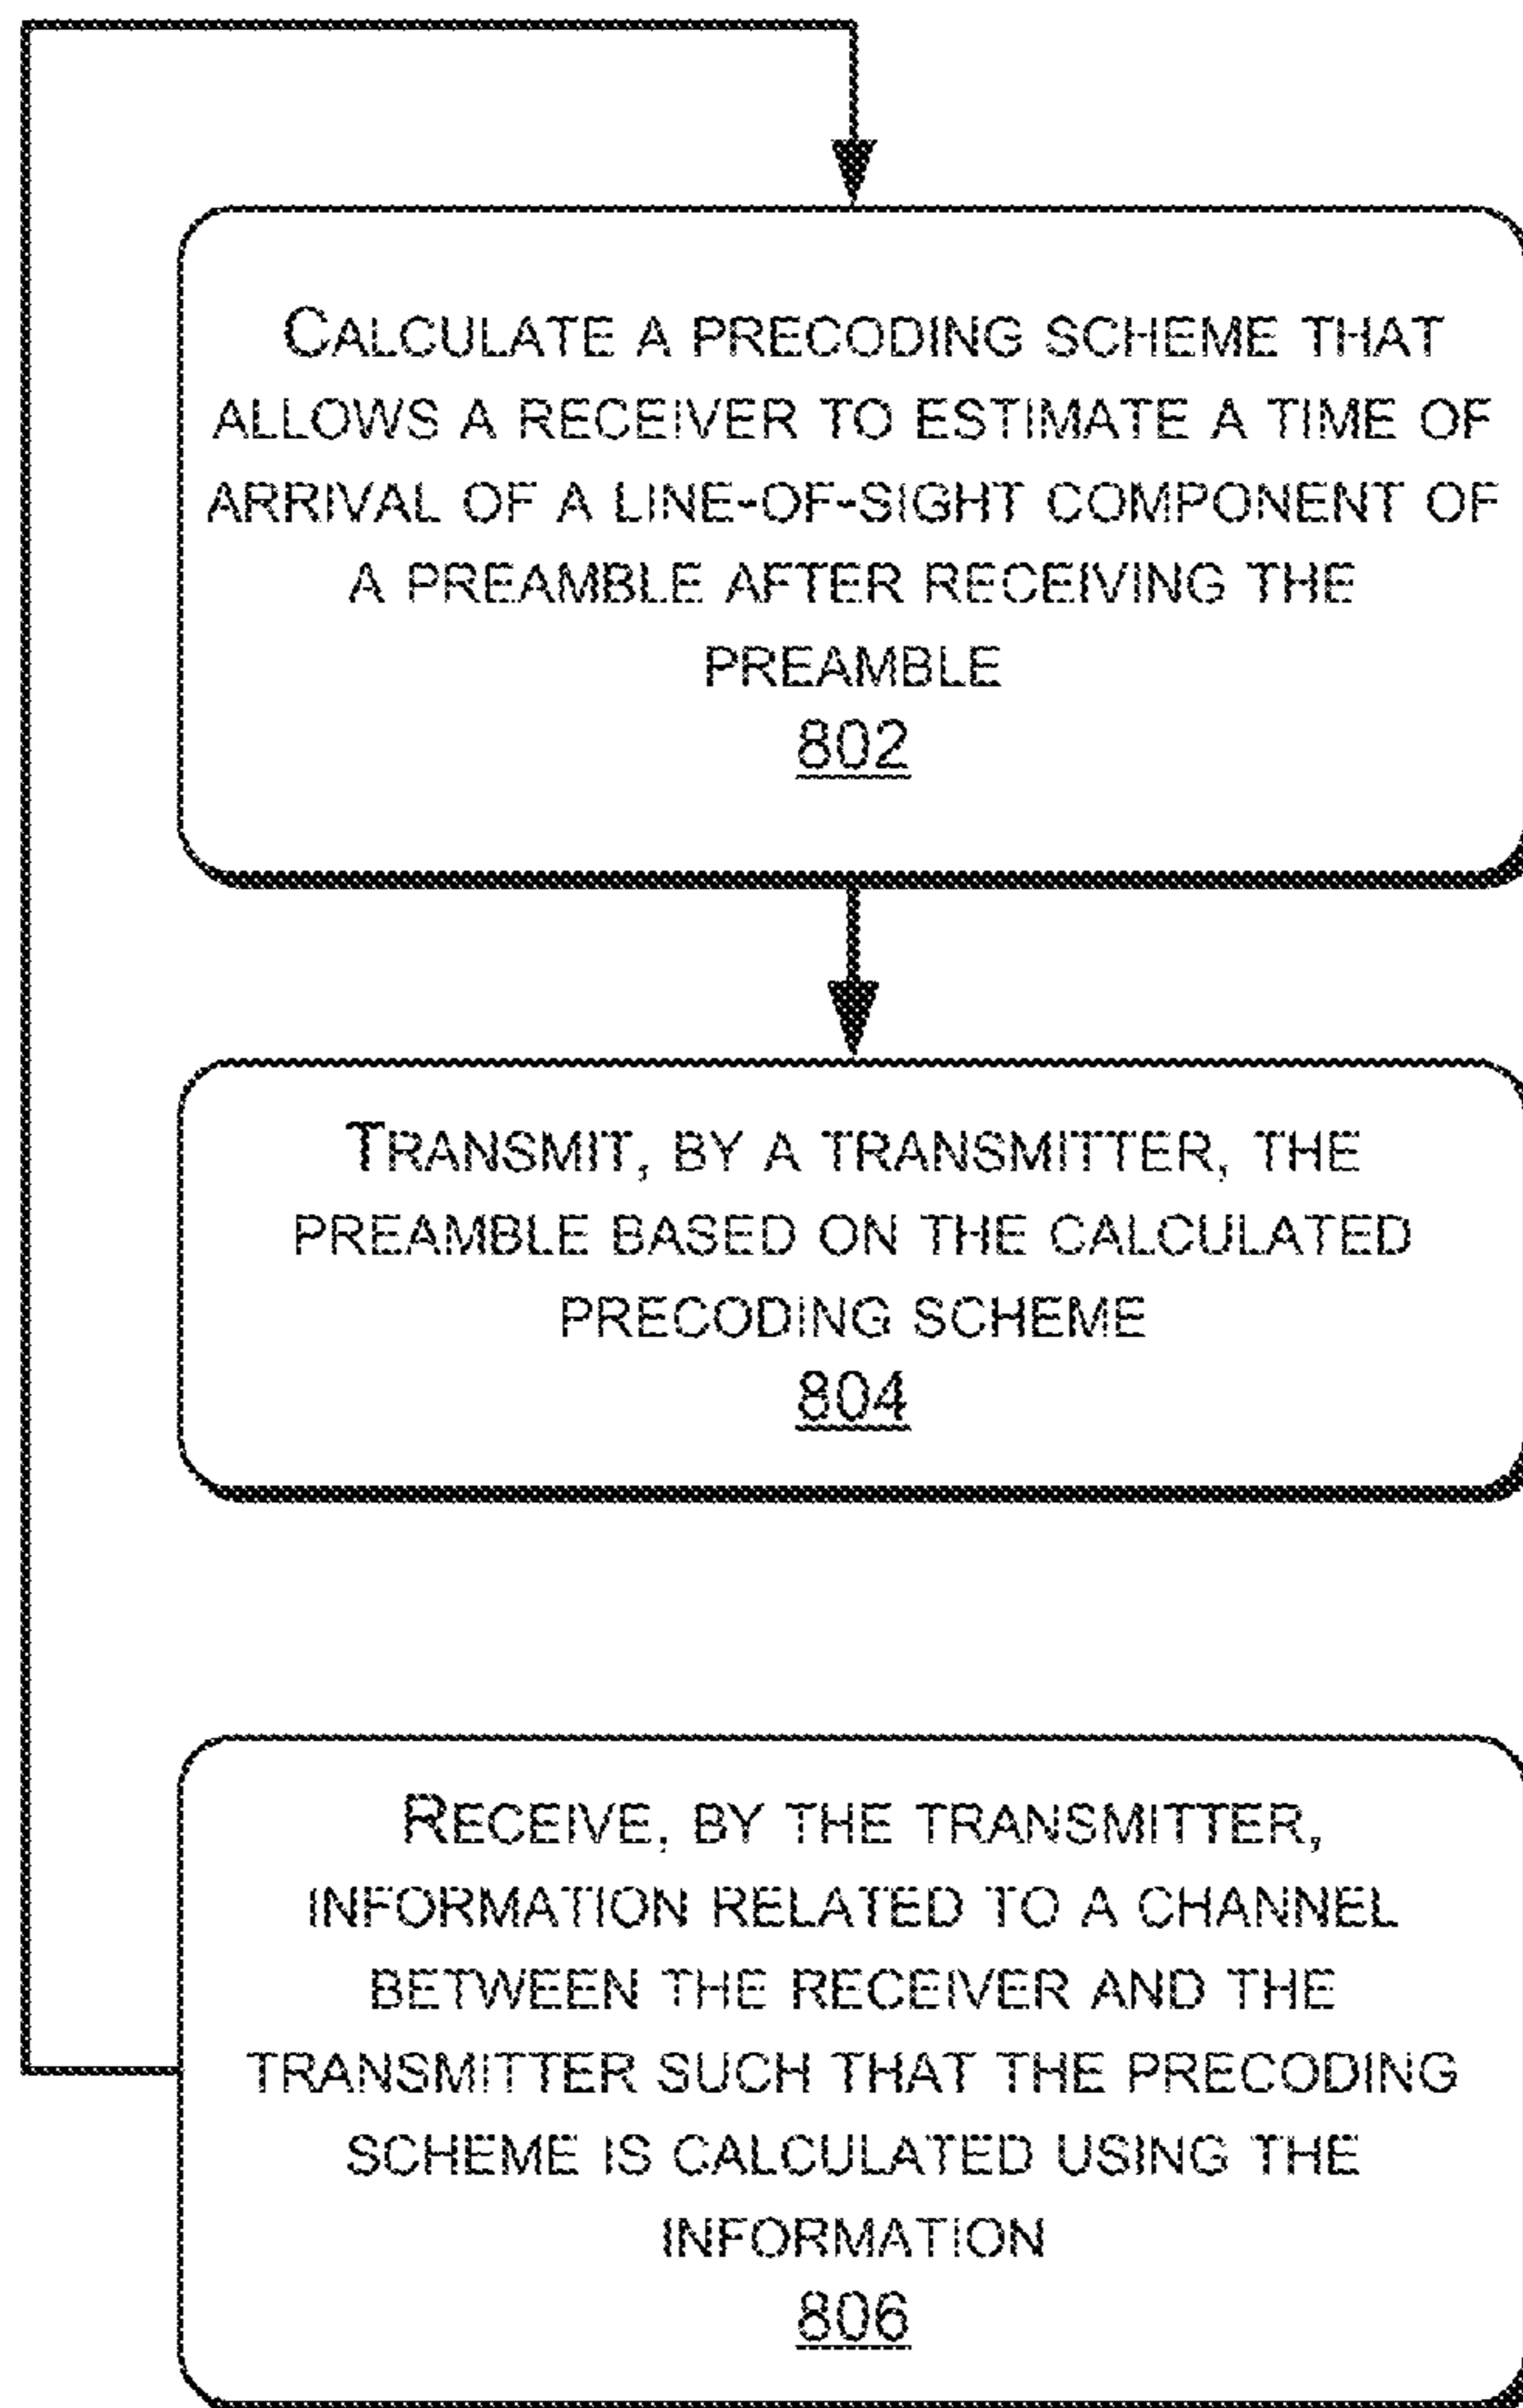 CALCULATE A PRECODING SCHEME THAT
ALLOWS A RECEIVER TO ESTIMATE A TIME OF
ARRIVAL OF A LINE-OF-SIGHT COMPONENT OF
A PREAMBLE AFTER RECEIVING THE
PREAMBLE
802
TRANSMIT, BY A TRANSMITTER, THE
PREAMBLE BASED ON THE CALCULATED
PRECODING SCHEME
804
RECEIVE, BY THE TRANSMITTER,
INFORMATION RELATED TO A CHANNEL
BETWEEN THE RECEIVER AND THE
TRANSMITTER SUCH THAT THE PRECODING
SCHEME IS CALCULATED USING THE
INFORMATION
806